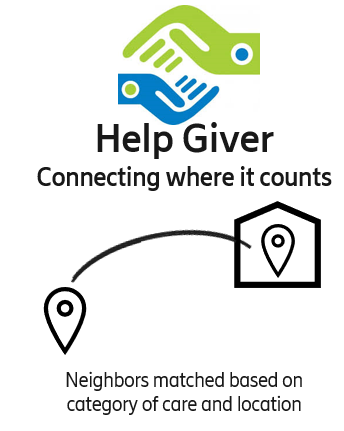 Help Giver
Connecting where it counts
Neighbors matched based on
category of care and location